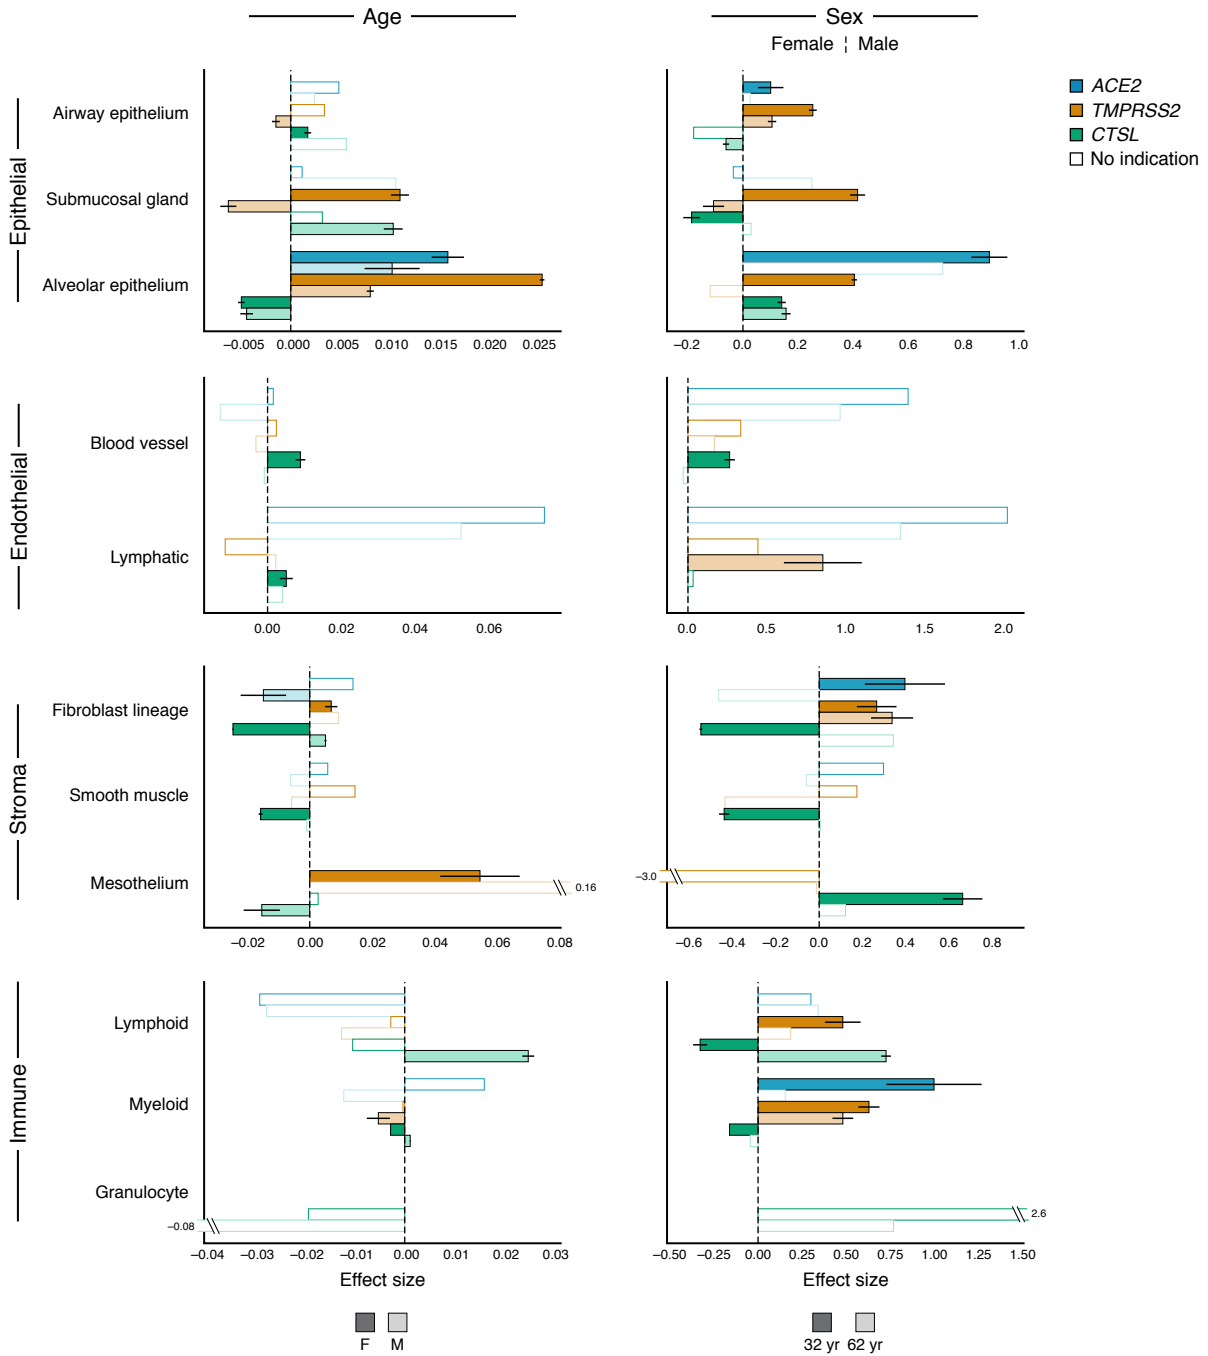 Age
Sex
Female ¦ Male
ACE2
TMPRSS2
CTSL
No indication
Epithelial
Airway epithelium
Submucosal gland
Alveolar epithelium
−0.005 0.000 0.005 0.010 0.015 0.020 0.025
−0.2 0.0 0.2 0.4 0.6 0.8 1.0
Endothelial
Blood vessel
Lymphatic
0.00 0.02 0.04 0.06
0.0 0.5 1.0 1.5 2.0
Stroma
Fibroblast lineage
Smooth muscle
Mesothelium
0.16
−3.0
−0.02 0.00 0.02 0.04 0.06 0.08
−0.6 −0.4 −0.2 0.0 0.2 0.4 0.6 0.8
Immune
Lymphoid
Myeloid
Granulocyte
−0.08
2.6
−0.04 −0.03 −0.02 −0.01 0.00 0.01 0.02 0.03
−0.50 −0.25 0.00 0.25 0.50 0.75 1.00 1.25 1.50
Effect size
Effect size
F M
32 yr 62 yr